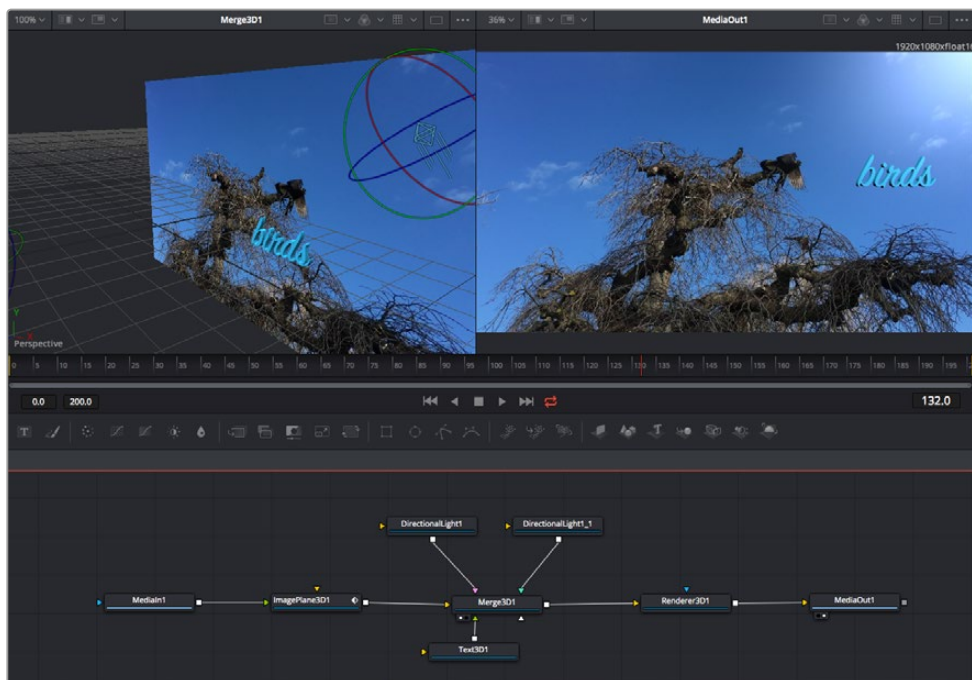 100% Merge3D1 36% MediaOut1
1920x1080xfloat16
birds birds
Y
Z
Perspective
0 5 10 15 20 25 30 35 40 45 50 55 60 65 70 75 80 85 90 95 100 105 110 115 120 125 130 135 140 145 150 155 160 165 170 175 180 185 190 195
0.0 200.0 132.0
T
DirectionalLight1 DirectionalLight1_1
MediaIn1 ImagePlane3D1 Merge3D1 Renderer3D1 MediaOut1
Text3D1